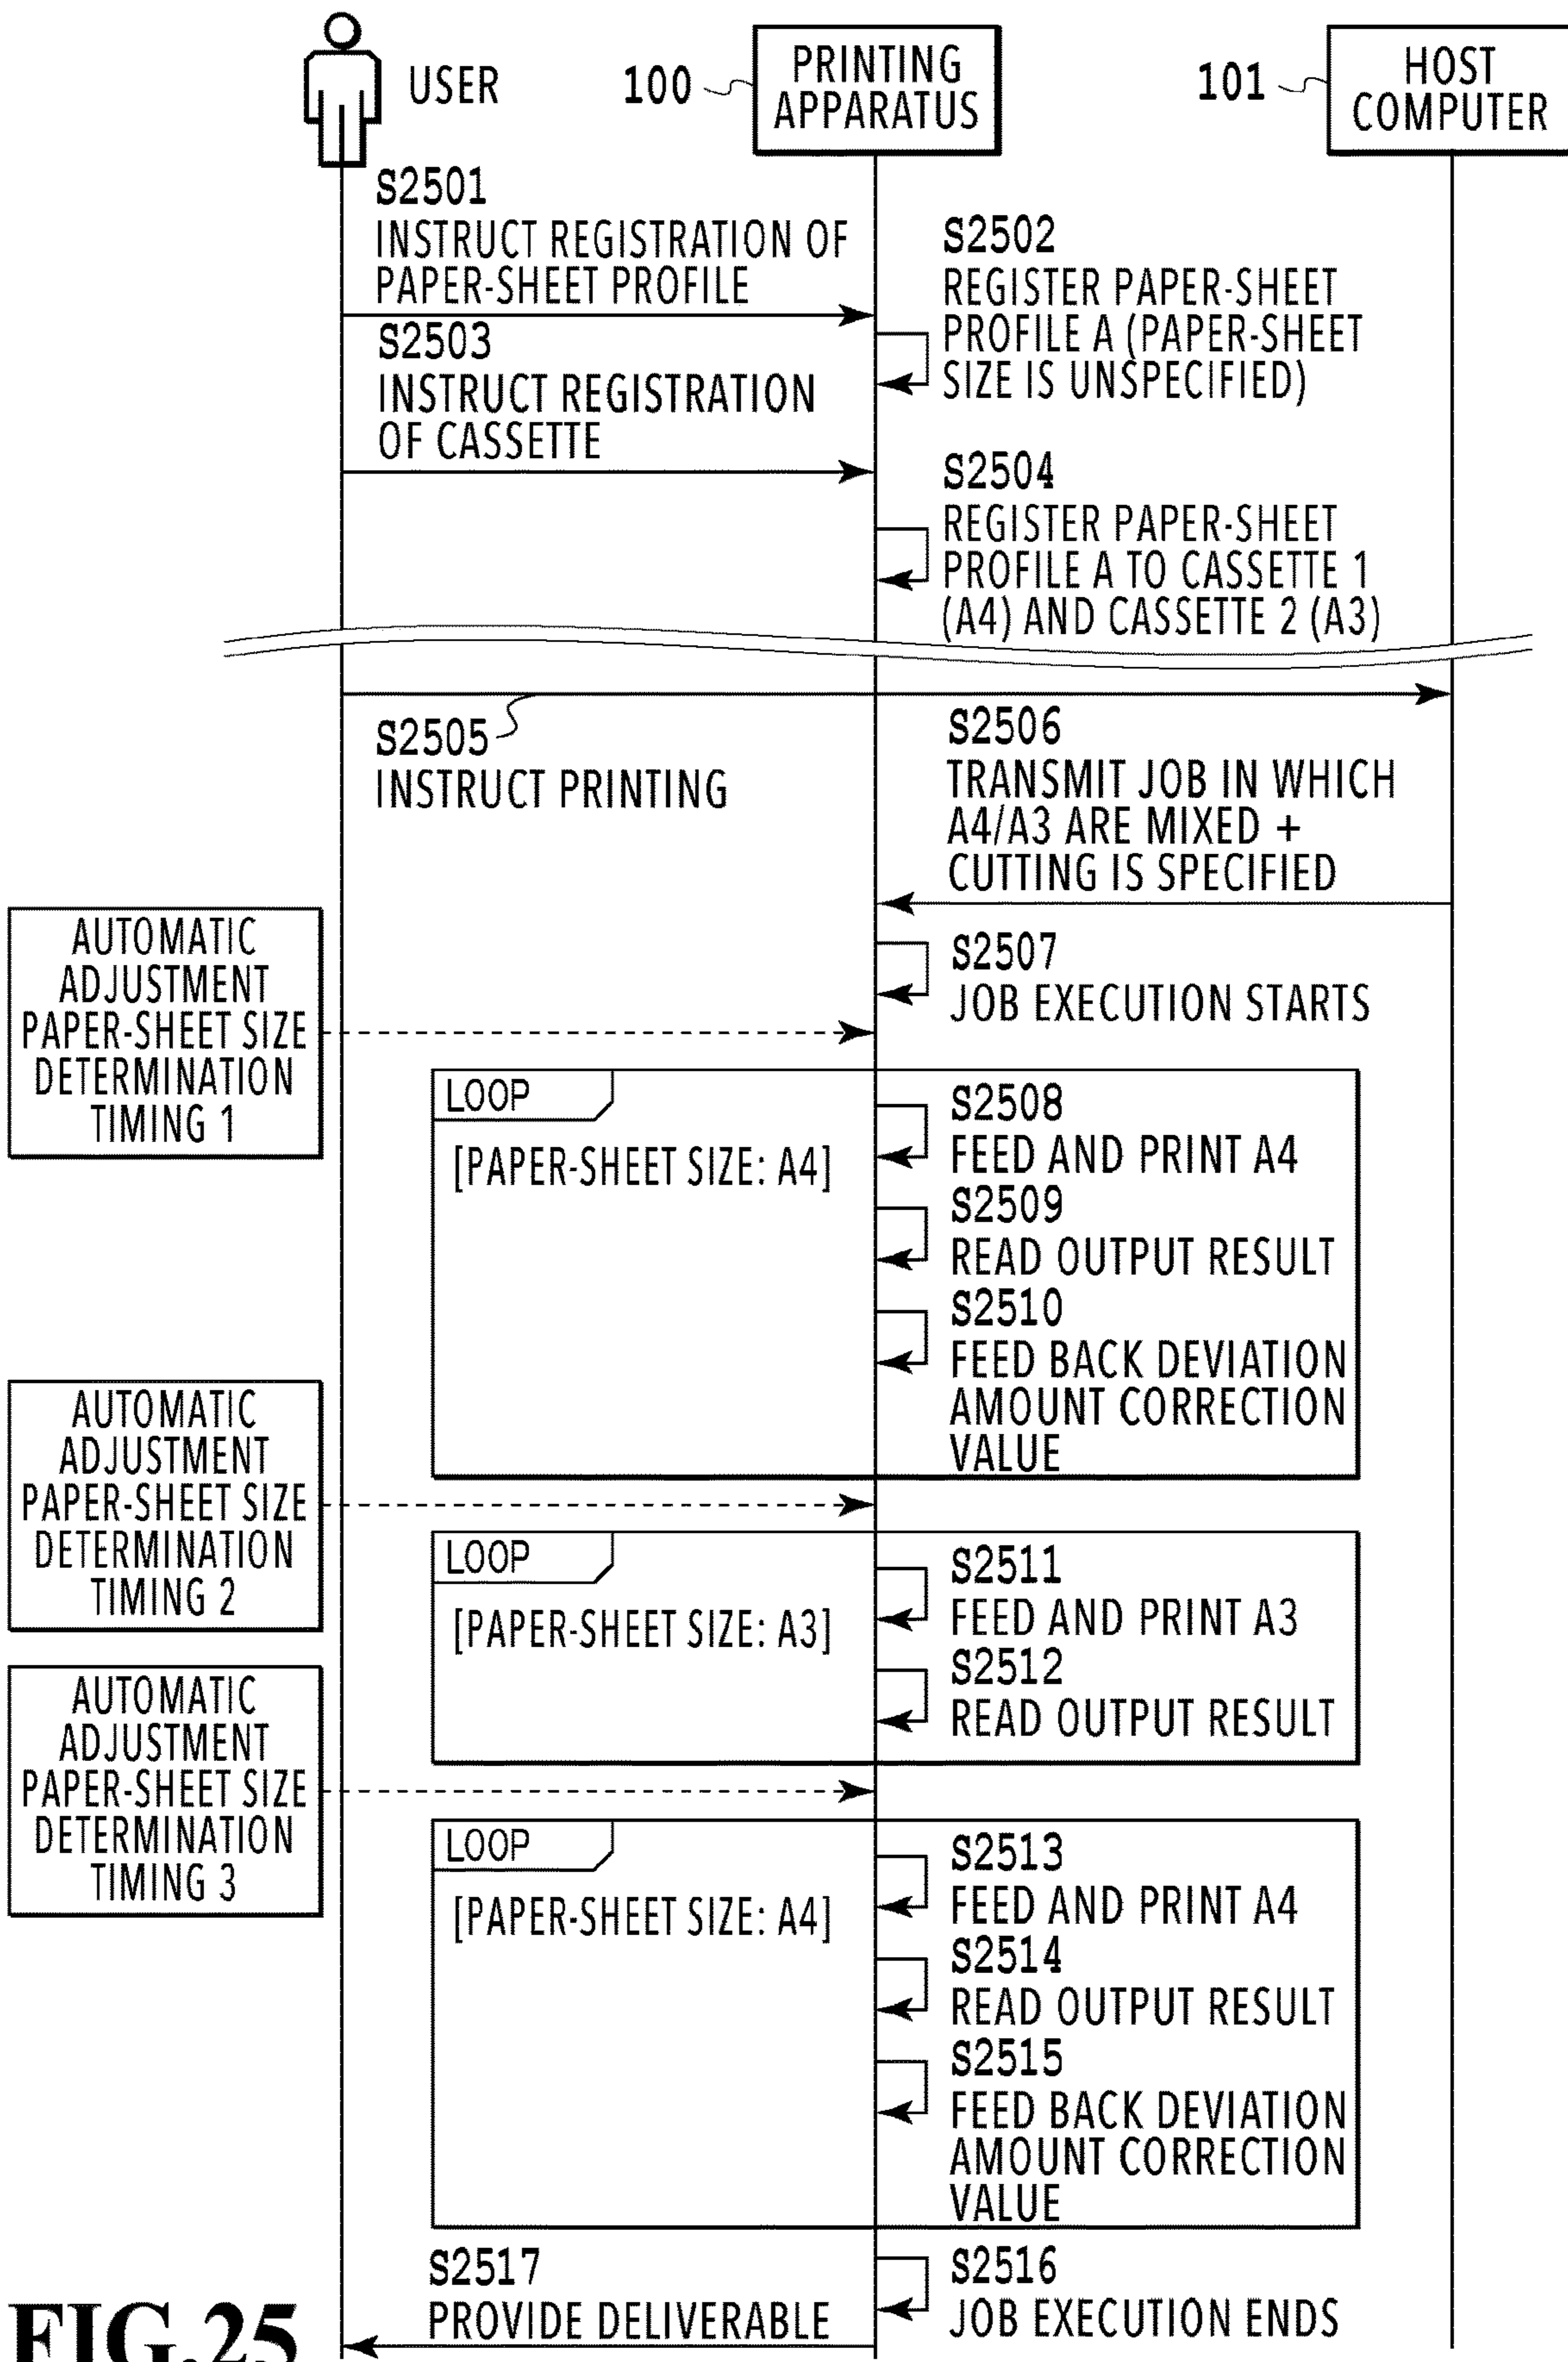 USER
100
PRINTING
APPARATUS
101
HOST
COMPUTER
S2501
INSTRUCT REGISTRATION OF
PAPER-SHEET PROFILE
S2502
REGISTER PAPER-SHEET
PROFILE A (PAPER-SHEET
SIZE IS UNSPECIFIED)
S2503
INSTRUCT REGISTRATION
OF CASSETTE
S2504
REGISTER PAPER-SHEET
PROFILE A TO CASSETTE 1
(A4) AND CASSETTE 2 (A3)
S2505
INSTRUCT PRINTING
S2506
TRANSMIT JOB IN WHICH
A4/A3 ARE MIXED +
CUTTING IS SPECIFIED
S2507
JOB EXECUTION STARTS
AUTOMATIC
ADJUSTMENT
PAPER-SHEET SIZE
DETERMINATION
TIMING 1
LOOP
[PAPER-SHEET SIZE: A4]
S2508
FEED AND PRINT A4
S2509
READ OUTPUT RESULT
S2510
FEED BACK DEVIATION
AMOUNT CORRECTION
VALUE
AUTOMATIC
ADJUSTMENT
PAPER-SHEET SIZE
DETERMINATION
TIMING 2
LOOP
[PAPER-SHEET SIZE: A3]
S2511
FEED AND PRINT A3
S2512
READ OUTPUT RESULT
AUTOMATIC
ADJUSTMENT
PAPER-SHEET SIZE
DETERMINATION
TIMING 3
LOOP
[PAPER-SHEET SIZE: A4]
S2513
FEED AND PRINT A4
S2514
READ OUTPUT RESULT
S2515
FEED BACK DEVIATION
AMOUNT CORRECTION
VALUE
S2516
JOB EXECUTION ENDS
S2517
PROVIDE DELIVERABLE
FIG.25